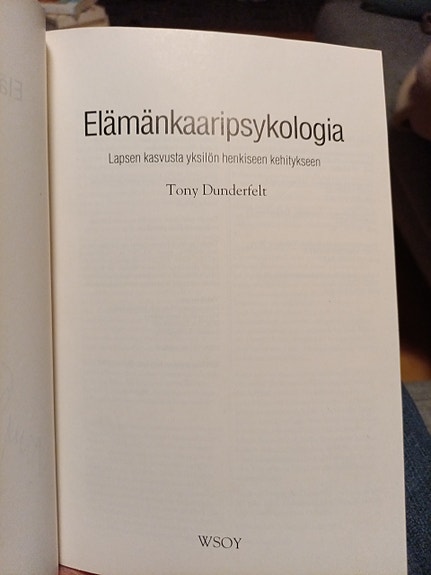 Elämänkaaripsykologia
Lapsen kasvusta yksilön henkiseen kehitykseen
Tony Dunderfelt
WSOY